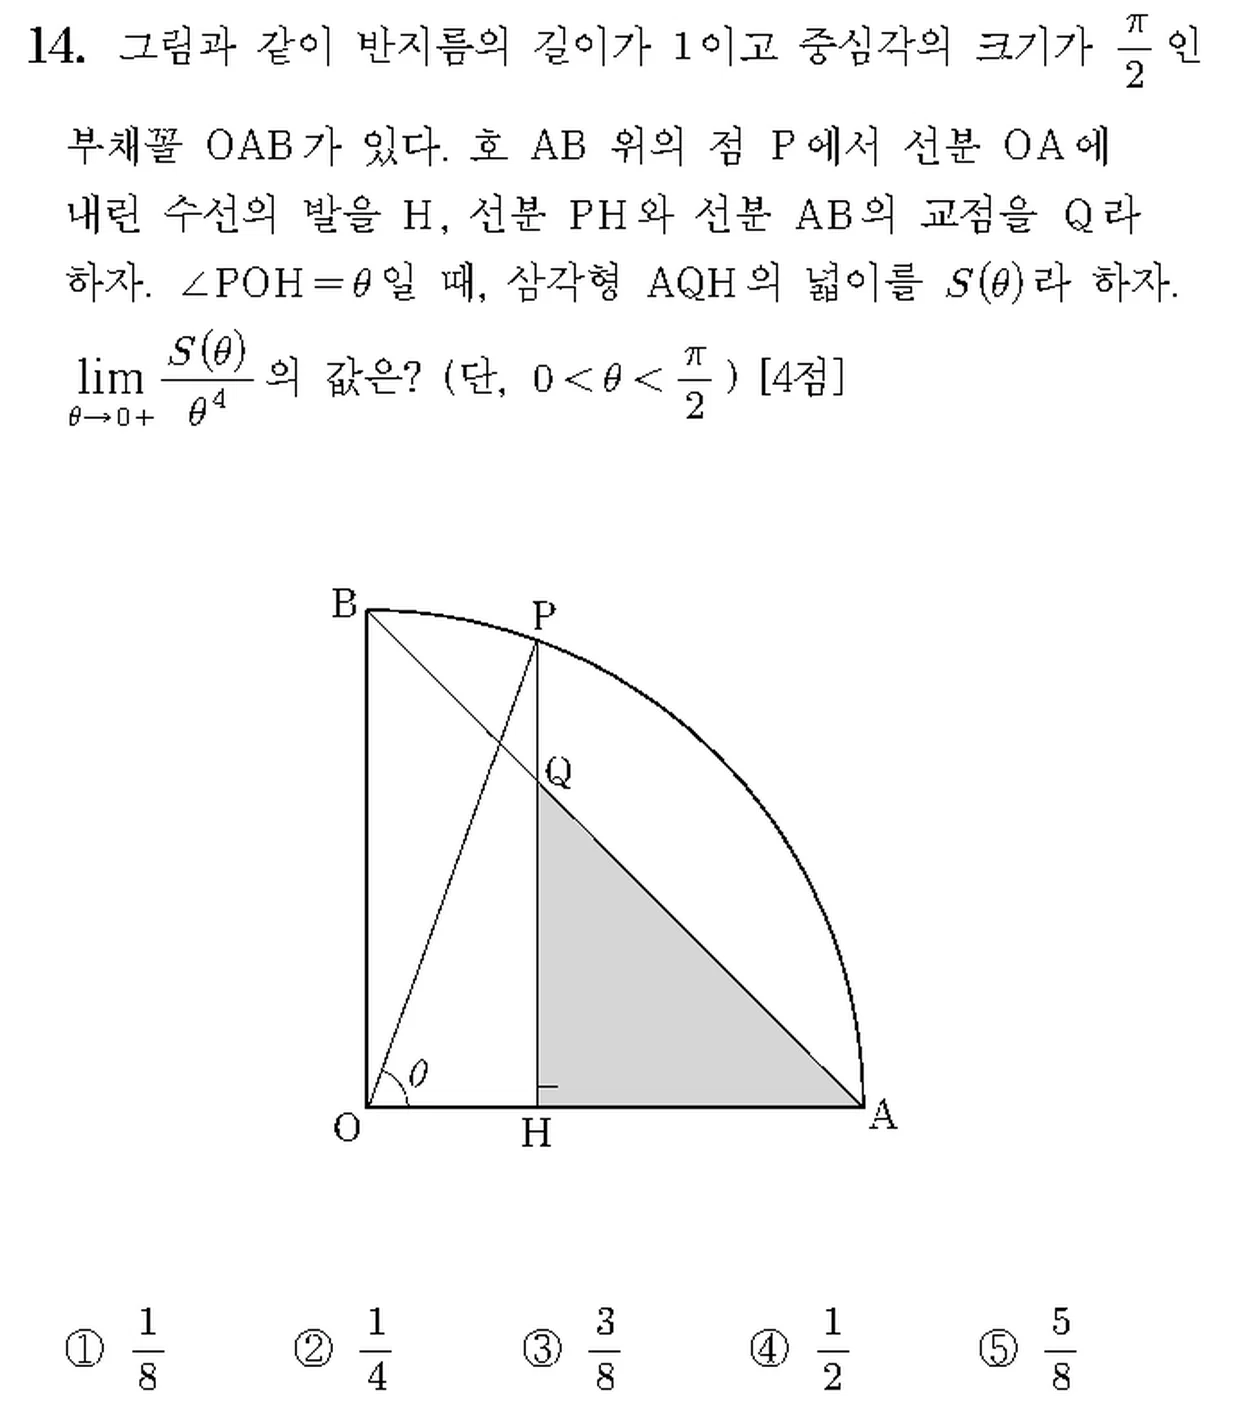 14. 그림과 같이 반지름의 길이가 1이고 중심각의 크기가 π/2 인
부채꼴 OAB가 있다. 호 AB 위의 점 P에서 선분 OA에
내린 수선의 발을 H, 선분 PH와 선분 AB의 교점을 Q라
하자. ∠POH=θ일 때, 삼각형 AQH의 넓이를 S(θ)라 하자.
lim θ→0+ S(θ)/θ⁴ 의 값은? (단, 0<θ<π/2) [4점]
B
P
Q
θ
O
H
A
① 1/8 ② 1/4 ③ 3/8 ④ 1/2 ⑤ 5/8